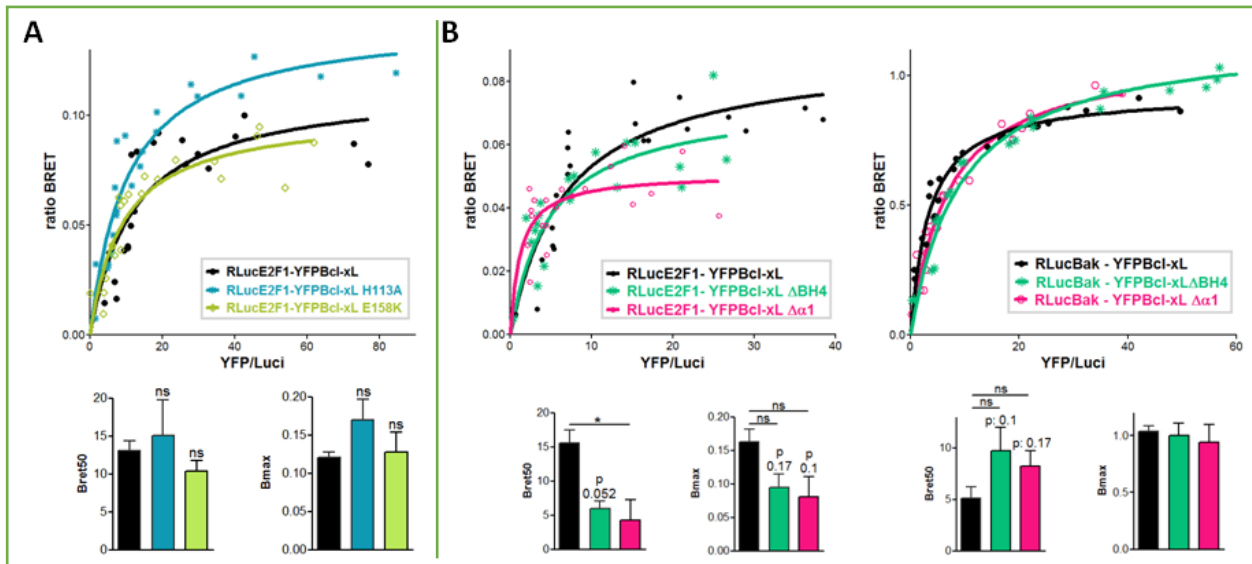 A
ratio BRET
0.10
0.05
0.00
0
20
40
60
80
YFP/Luci
RLucE2F1-YFPBcl-xL
RLucE2F1-YFPBcl-xL H113A
RLucE2F1-YFPBcl-xL E158K
Bret50
20
15
10
5
0
ns
ns
Bmax
0.20
0.15
0.10
0.05
0.00
ns
ns
B
ratio BRET
0.08
0.06
0.04
0.02
0.00
0
10
20
30
40
YFP/Luci
RLucE2F1- YFPBcl-xL
RLucE2F1- YFPBcl-xL ΔBH4
RLucE2F1- YFPBcl-xL Δα1
1.0
0.5
0.0
0
20
40
60
ratio BRET
YFP/Luci
RLucBak - YFPBcl-xL
RLucBak - YFPBcl-xLΔBH4
RLucBak - YFPBcl-xL Δα1
Bret50
20
15
10
5
0
*
p
0.052
Bmax
0.20
0.15
0.10
0.05
0.00
ns
ns
p
0.17
p
0.1
Bret50
10
5
0
ns
ns
p: 0.1
p: 0.17
Bmax
1.0
0.5
0.0